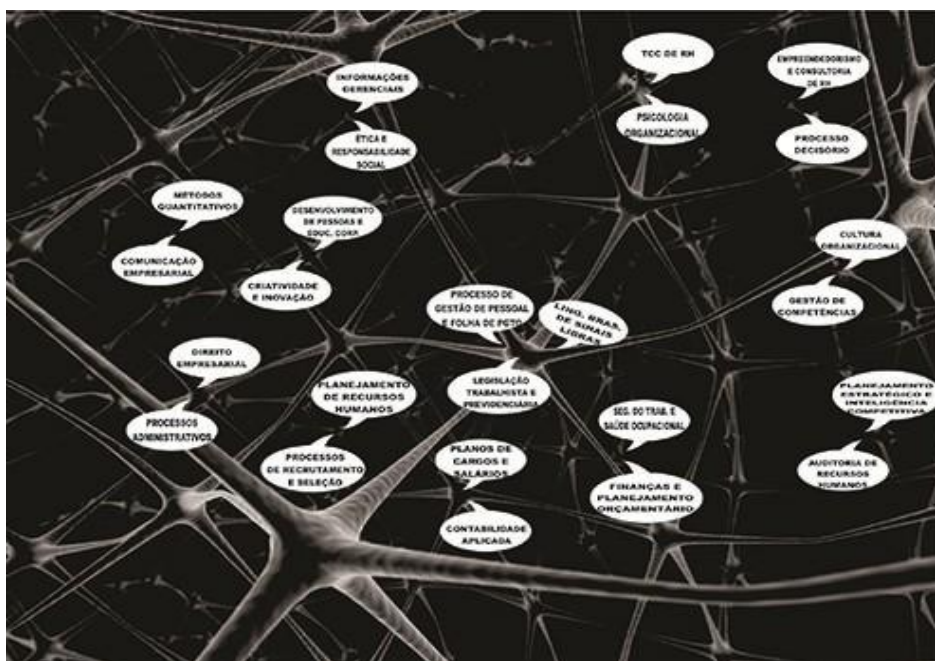 TCC DE RH
EMPREENDEDORISMO
E CONSULTORIA
DE RH
INFORMAÇÕES
GERENCIAIS
PSICOLOGIA
ORGANIZACIONAL
ÉTICA E
RESPONSABILIDADE
SOCIAL
PROCESSO
DECISÓRIO
MÉTODOS
QUANTITATIVOS
DESENVOLVIMENTO
DE PESSOAS E
EDUC. CORP.
CULTURA
ORGANIZACIONAL
COMUNICAÇÃO
EMPRESARIAL
CRIATIVIDADE
E INOVAÇÃO
PROCESSO DE
GESTÃO DE PESSOAL
E FOLHA DE PGTO
LING. BRAS.
DE SINAIS
LIBRAS
GESTÃO DE
COMPETÊNCIAS
DIREITO
EMPRESARIAL
PLANEJAMENTO
DE RECURSOS
HUMANOS
LEGISLAÇÃO
TRABALHISTA E
PREVIDENCIÁRIA
PLANEJAMENTO
ESTRATÉGICO E
INTELIGÊNCIA
COMPETITIVA
PROCESSOS
ADMINISTRATIVOS
SEG. DO TRAB. E
SAÚDE OCUPACIONAL
PROCESSOS
DE RECRUTAMENTO
E SELEÇÃO
PLANOS DE
CARGOS E
SALÁRIOS
AUDITORIA DE
RECURSOS
HUMANOS
FINANÇAS E
PLANEJAMENTO
ORÇAMENTÁRIO
CONTABILIDADE
APLICADA